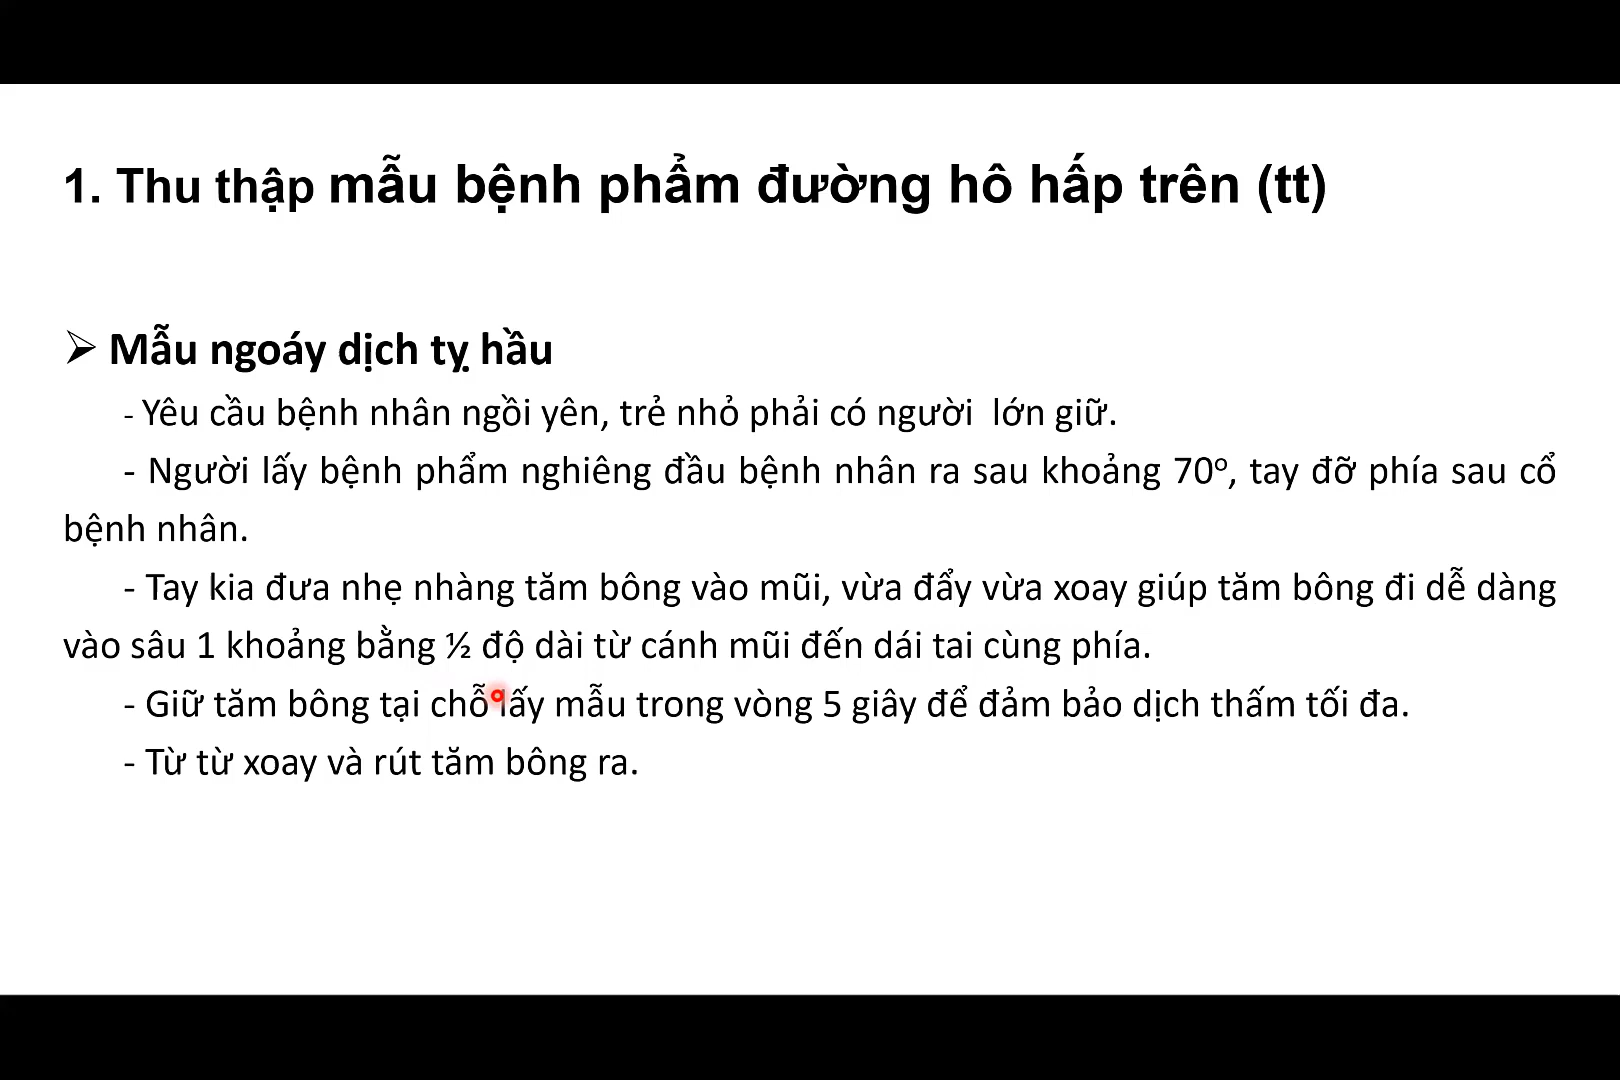 1. Thu thập mẫu bệnh phẩm đường hô hấp trên (tt)
➢ Mẫu ngoáy dịch tỵ hầu
- Yêu cầu bệnh nhân ngồi yên, trẻ nhỏ phải có người lớn giữ.
- Người lấy bệnh phẩm nghiêng đầu bệnh nhân ra sau khoảng 70º, tay đỡ phía sau cổ
bệnh nhân.
- Tay kia đưa nhẹ nhàng tăm bông vào mũi, vừa đẩy vừa xoay giúp tăm bông đi dễ dàng
vào sâu 1 khoảng bằng ½ độ dài từ cánh mũi đến dái tai cùng phía.
- Giữ tăm bông tại chỗ lấy mẫu trong vòng 5 giây để đảm bảo dịch thấm tối đa.
- Từ từ xoay và rút tăm bông ra.